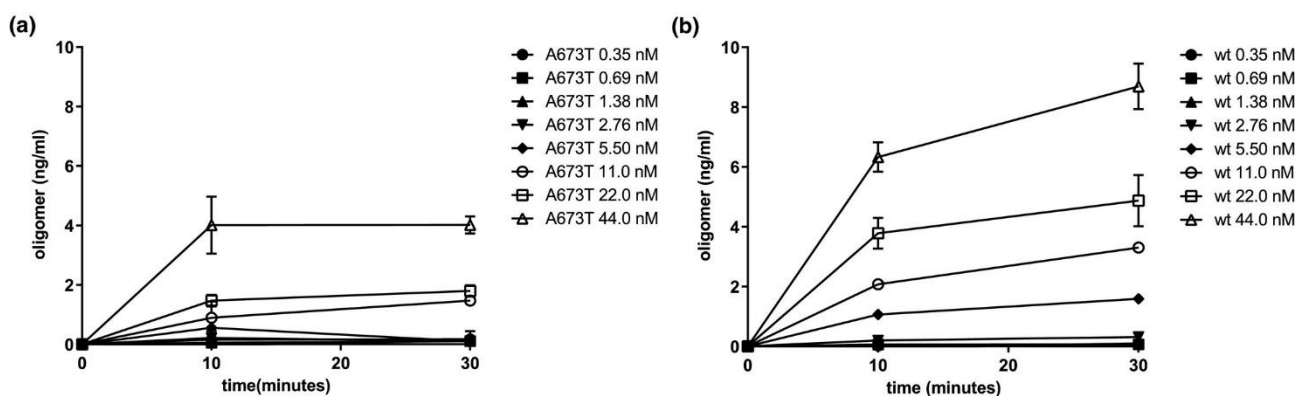 (a)
10
8
6
4
2
0
oligomer (ng/ml)
0 10 20 30
time(minutes)
A673T 0.35 nM
A673T 0.69 nM
A673T 1.38 nM
A673T 2.76 nM
A673T 5.50 nM
A673T 11.0 nM
A673T 22.0 nM
A673T 44.0 nM
(b)
10
8
6
4
2
0
oligomer (ng/ml)
0 10 20 30
time (minutes)
wt 0.35 nM
wt 0.69 nM
wt 1.38 nM
wt 2.76 nM
wt 5.50 nM
wt 11.0 nM
wt 22.0 nM
wt 44.0 nM